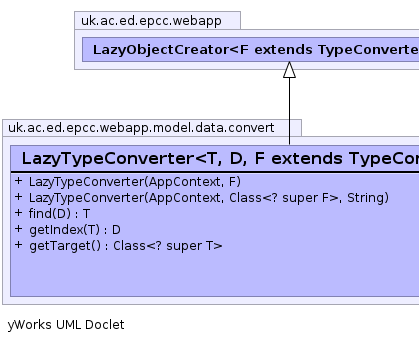 uk.ac.ed.epcc.webapp
LazyObjectCreator<F extends TypeConverte
uk.ac.ed.epcc.webapp.model.data.convert
LazyTypeConverter<T, D, F extends TypeCon
+ LazyTypeConverter(AppContext, F)
+ LazyTypeConverter(AppContext, Class<? super F>, String)
+ find(D) : T
+ getIndex(T) : D
+ getTarget() : Class<? super T>
yWorks UML Doclet